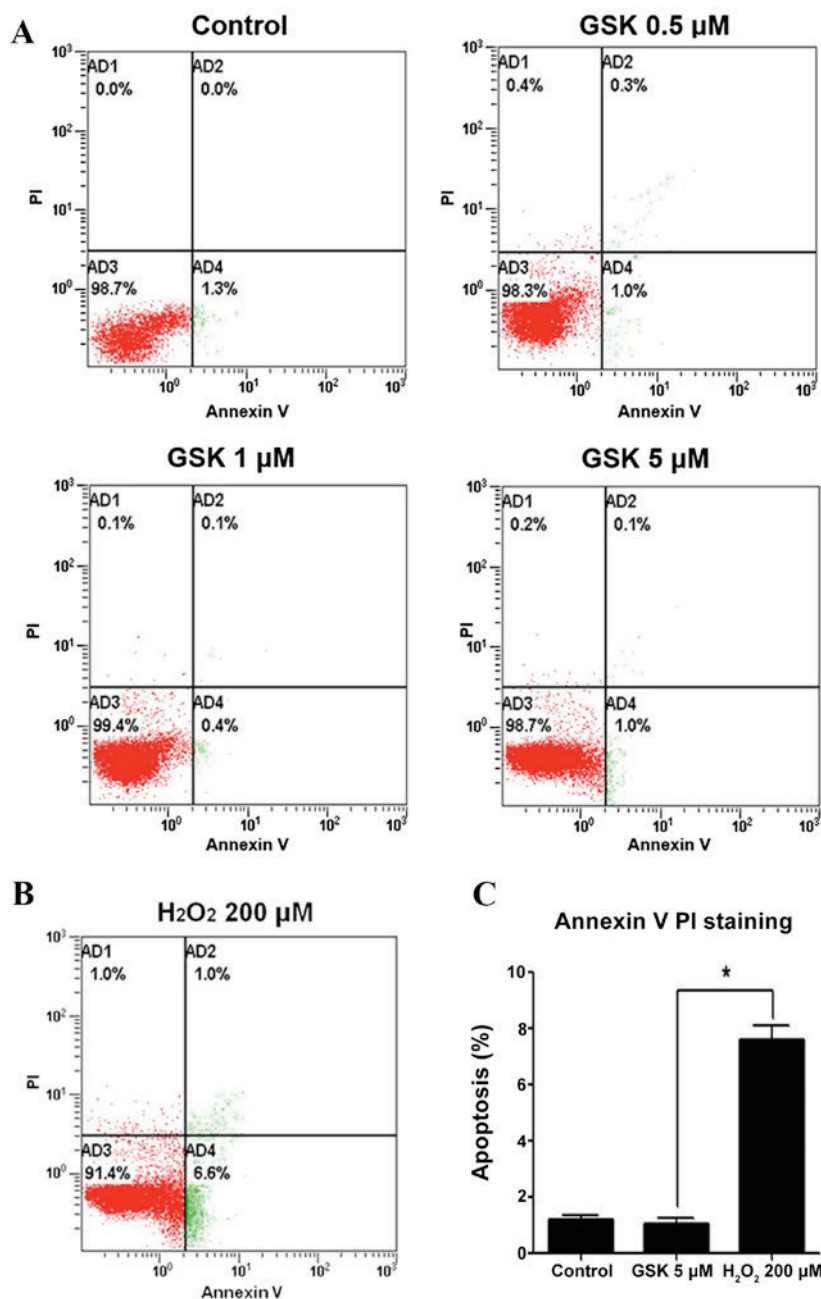 A
Control
10³
10²
10¹
10⁰
PI
AD1
0.0%
AD2
0.0%
AD3
98.7%
AD4
1.3%
10⁰ 10¹ 10² 10³
Annexin V
GSK 0.5 µM
10³
10²
10¹
10⁰
PI
AD1
0.4%
AD2
0.3%
AD3
98.3%
AD4
1.0%
10⁰ 10¹ 10² 10³
Annexin V
GSK 1 µM
10³
10²
10¹
10⁰
PI
AD1
0.1%
AD2
0.1%
AD3
99.4%
AD4
0.4%
10⁰ 10¹ 10² 10³
Annexin V
GSK 5 µM
10³
10²
10¹
10⁰
PI
AD1
0.2%
AD2
0.1%
AD3
98.7%
AD4
1.0%
10⁰ 10¹ 10² 10³
Annexin V
B
H₂O₂ 200 µM
10³
10²
10¹
10⁰
PI
AD1
1.0%
AD2
1.0%
AD3
91.4%
AD4
6.6%
10⁰ 10¹ 10² 10³
Annexin V
C
Annexin V PI staining
10
8
6
4
2
0
Apoptosis (%)
*
Control GSK 5 µM H₂O₂ 200 µM